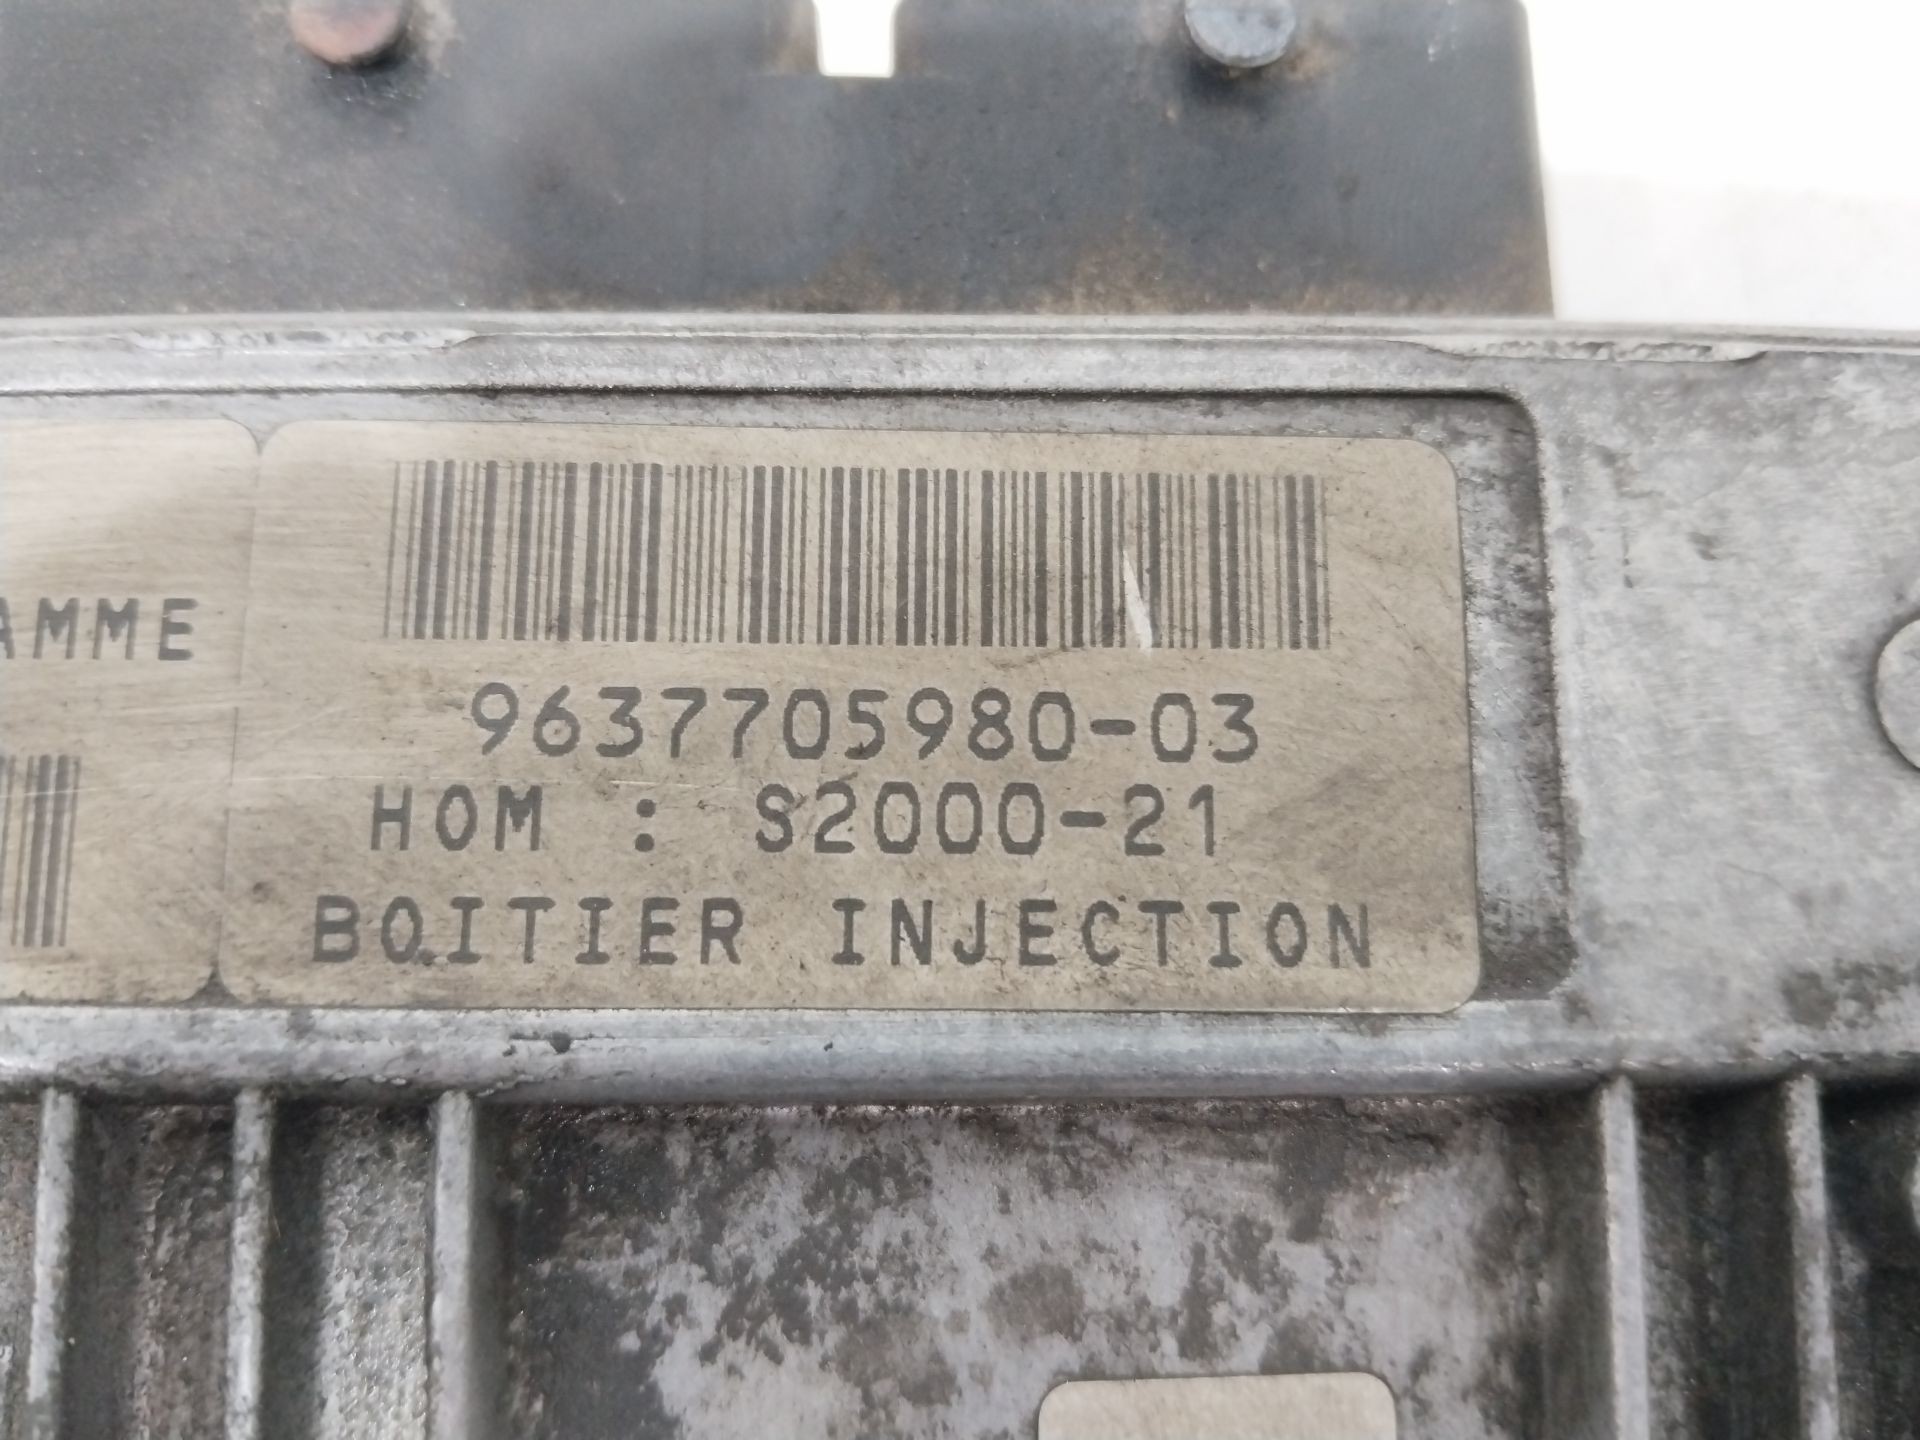 AMME
9637705980-03
HOM : S2000-21
BOITIER INJECTION